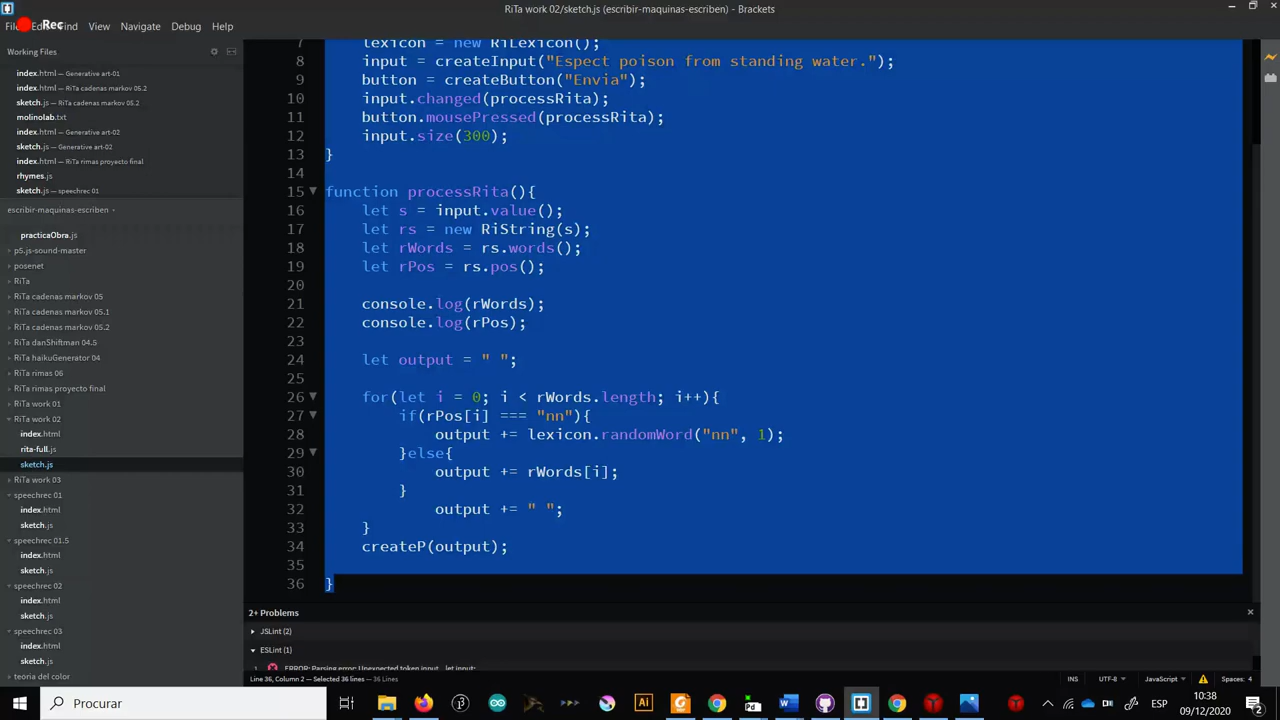 RiTa work 02/sketch.js (escribir-maquinas-escriben) - Brackets
Rec
Find View Navigate Debug Help
Working Files
index.html — Generative art-01
index.html — RiTa cadenas markov 05.2
sketch.js — RiTa cadenas markov 05.2
molinolab.txt
index.html — Generative art-02
sketch.js — Generative art-02
index.html — RiTa rimas proyecto final
rhymes.js
sketch.js — speechrec 01
escribir-maquinas-escriben
practicaObra.js
p5.js-sound-master
posenet
RiTa
RiTa cadenas markov 05
RiTa cadenas markov 05.1
RiTa cadenas markov 05.2
RiTa danShiftman 04.5
RiTa haikuGenerator 04
RiTa rimas 06
RiTa rimas proyecto final
RiTa work 01
RiTa work 02
index.html
rita-full.js
sketch.js
RiTa work 03
speechrec 01
index.html
sketch.js
speechrec 01.5
index.html
sketch.js
speechrec 02
index.html
sketch.js
speechrec 03
index.html
sketch.js
teoria del color
7 lexicon = new RiLexicon();
8 input = createInput("Espect poison from standing water.");
9 button = createButton("Envia");
10 input.changed(processRita);
11 button.mousePressed(processRita);
12 input.size(300);
13 }
14
15 function processRita(){
16 let s = input.value();
17 let rs = new RiString(s);
18 let rWords = rs.words();
19 let rPos = rs.pos();
20
21 console.log(rWords);
22 console.log(rPos);
23
24 let output = " ";
25
26 for(let i = 0; i < rWords.length; i++){
27 if(rPos[i] === "nn"){
28 output += lexicon.randomWord("nn", 1);
29 }else{
30 output += rWords[i];
31 }
32 output += " ";
33 }
34 createP(output);
35
36 }
2+ Problems
JSLint (2)
ESLint (1)
1 ERROR: Parsing error: Unexpected token input let input;
Line 36, Column 2 — Selected 36 lines — 36 Lines
INS UTF-8 JavaScript Spaces: 4
Procurar
ESP
10:38
09/12/2020
2